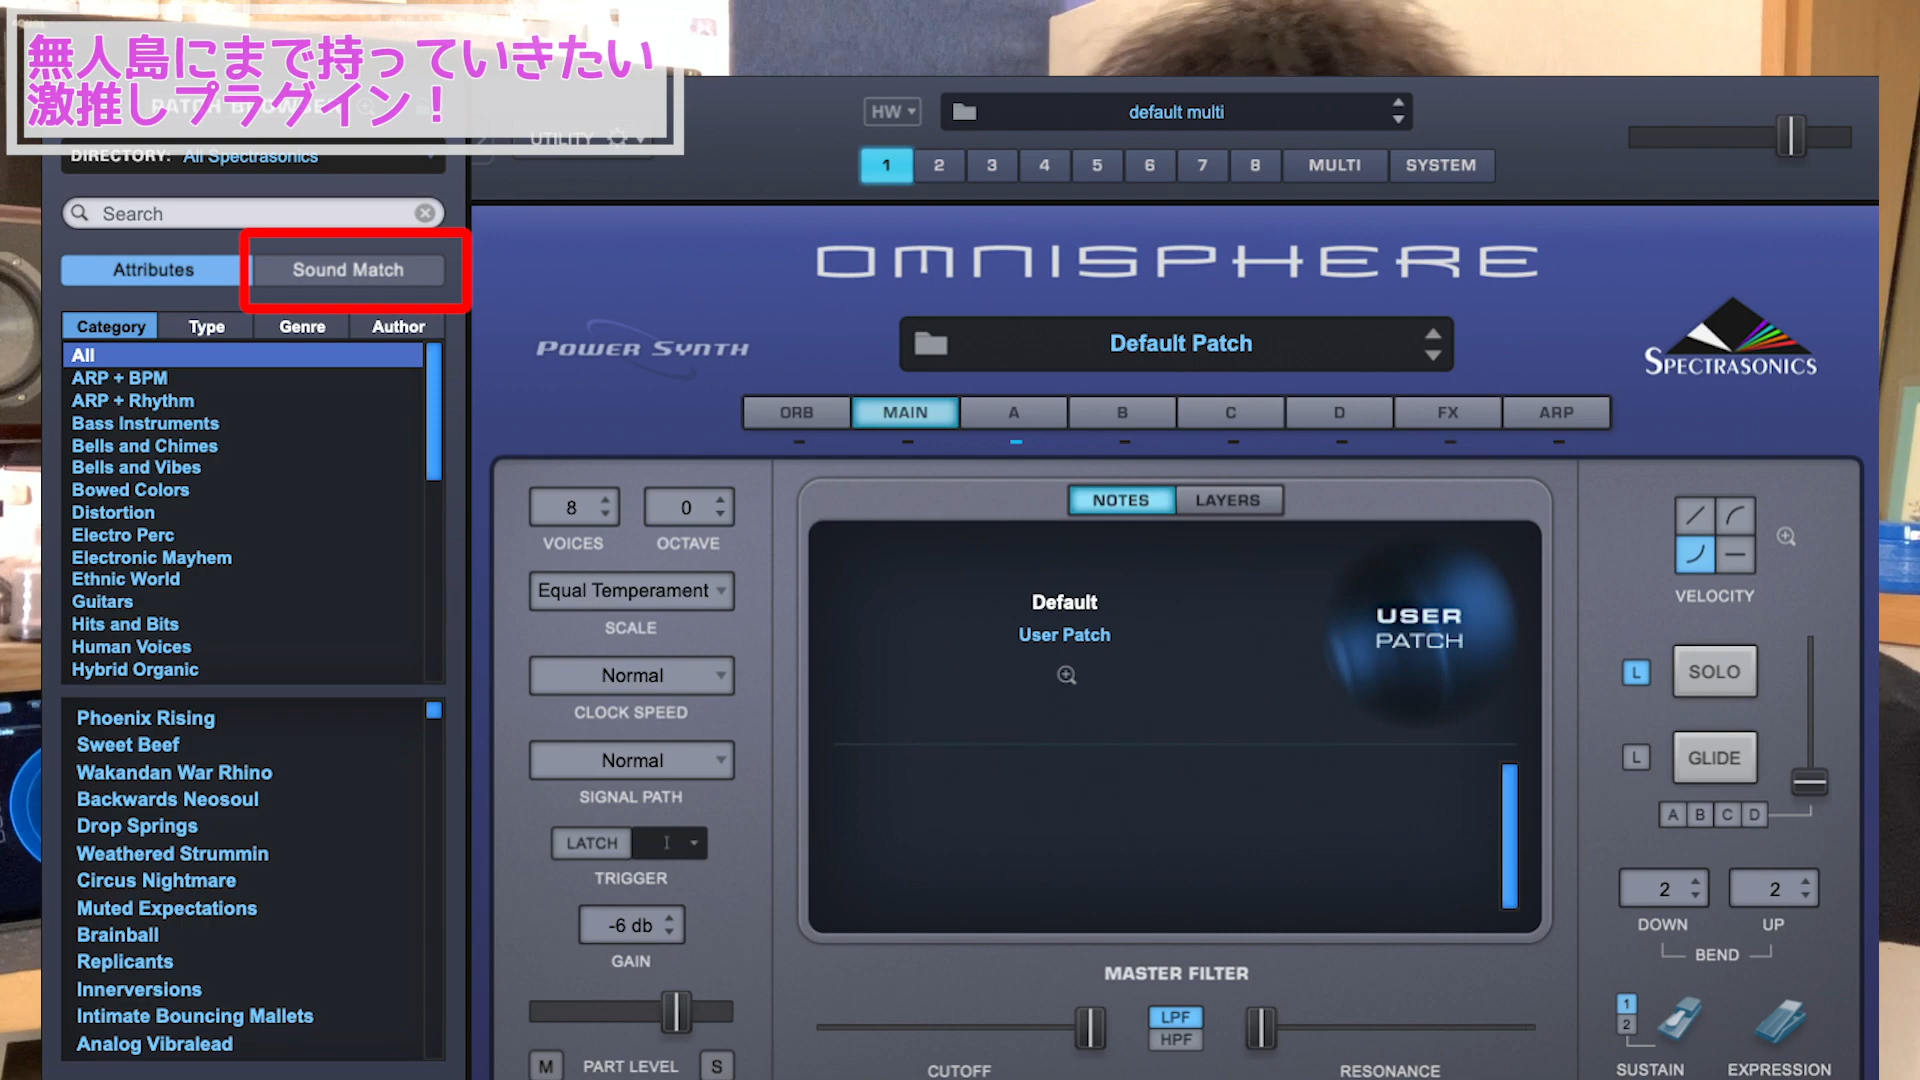 無人島にまで持っていきたい
激推しプラグイン！
PATCH BROWSER
UTILITY
DIRECTORY: All Spectrasonics
Search
Attributes
Sound Match
Category
Type
Genre
Author
All
ARP + BPM
ARP + Rhythm
Bass Instruments
Bells and Chimes
Bells and Vibes
Bowed Colors
Distortion
Electro Perc
Electronic Mayhem
Ethnic World
Guitars
Hits and Bits
Human Voices
Hybrid Organic
Phoenix Rising
Sweet Beef
Wakandan War Rhino
Backwards Neosoul
Drop Springs
Weathered Strummin
Circus Nightmare
Muted Expectations
Brainball
Replicants
Innerversions
Intimate Bouncing Mallets
Analog Vibralead
HW
default multi
1 2 3 4 5 6 7 8 MULTI SYSTEM
OMNISPHERE
POWER SYNTH
Default Patch
SPECTRASONICS
ORB MAIN A B C D FX ARP
8
VOICES
0
OCTAVE
Equal Temperament
SCALE
Normal
CLOCK SPEED
Normal
SIGNAL PATH
LATCH
TRIGGER
-6 db
GAIN
M PART LEVEL S
NOTES LAYERS
Default
User Patch
USER
PATCH
MASTER FILTER
LPF
HPF
CUTOFF
RESONANCE
VELOCITY
L SOLO
L GLIDE
A B C D
2 2
DOWN UP
BEND
1
2
SUSTAIN
EXPRESSION